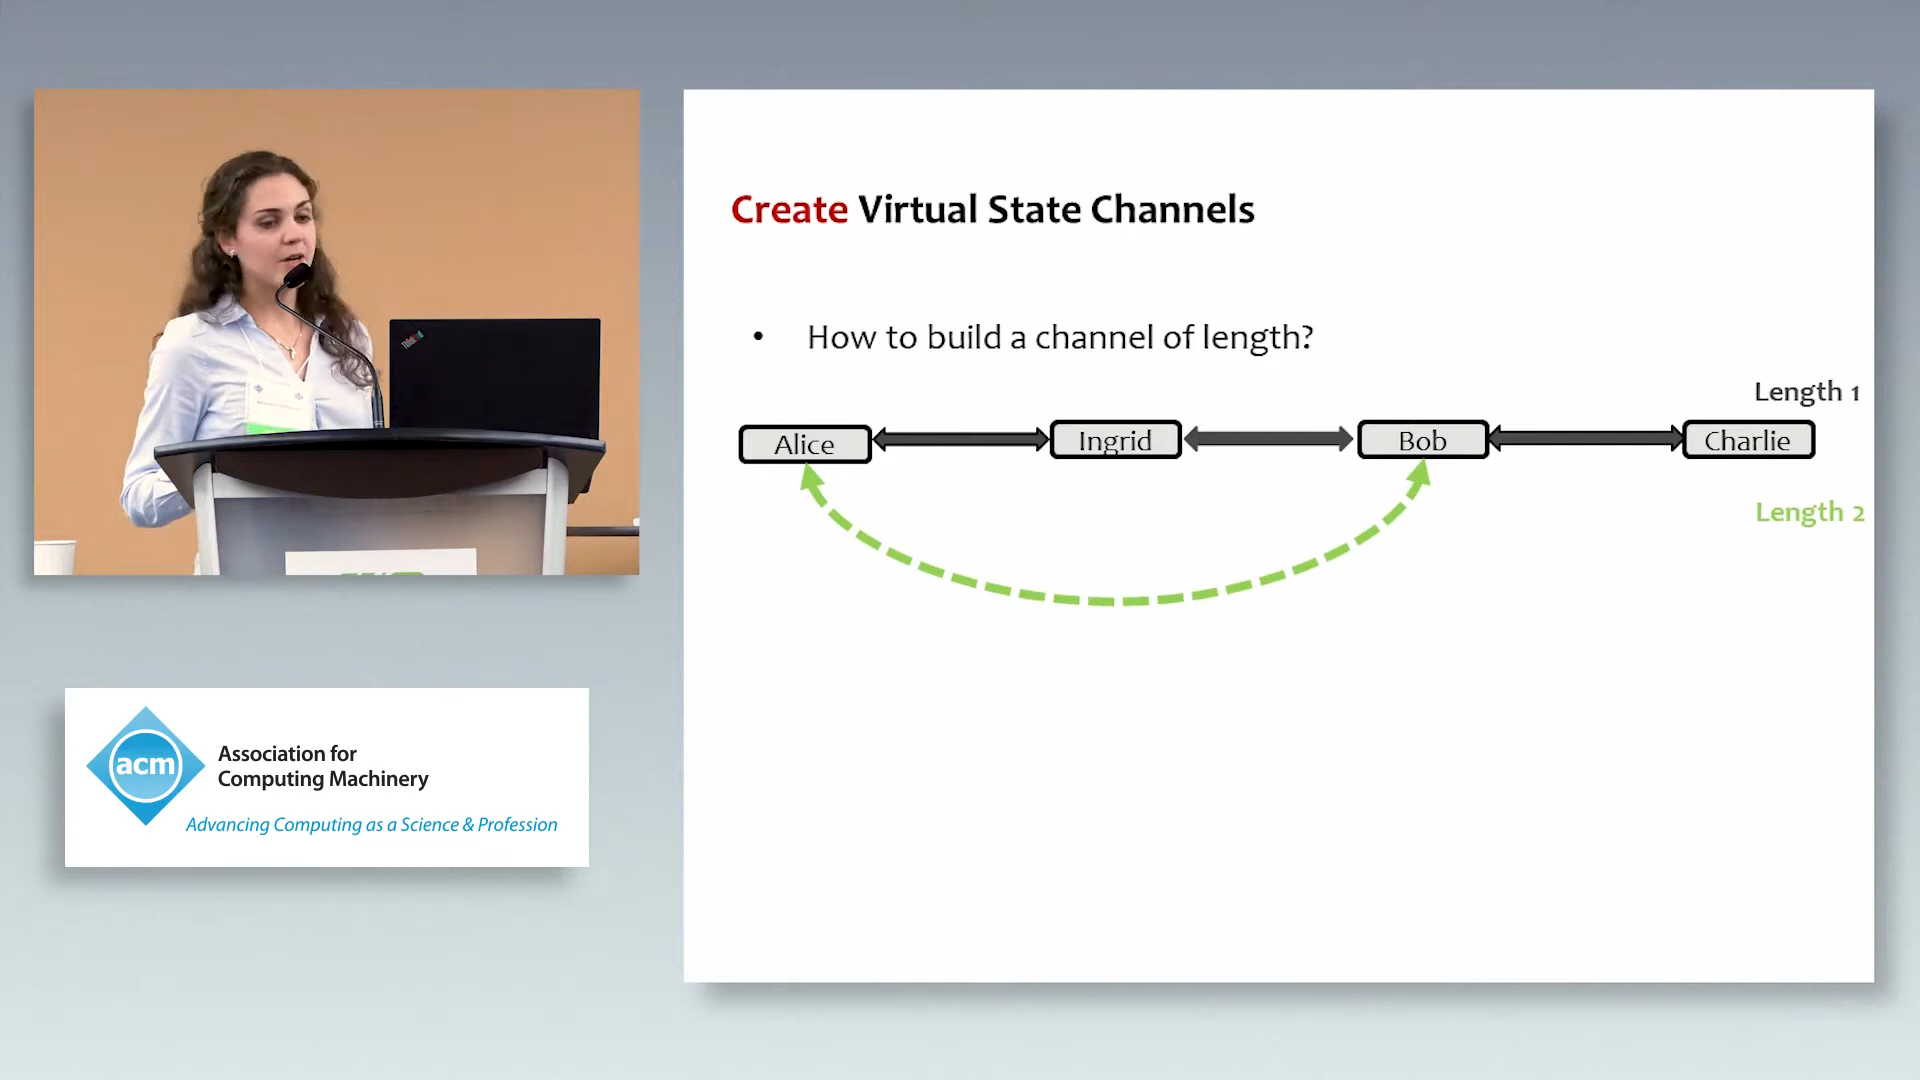 ThinkPad
Create Virtual State Channels
• How to build a channel of length?
Length 1
Alice
Ingrid
Bob
Charlie
Length 2
acm
Association for
Computing Machinery
Advancing Computing as a Science & Profession